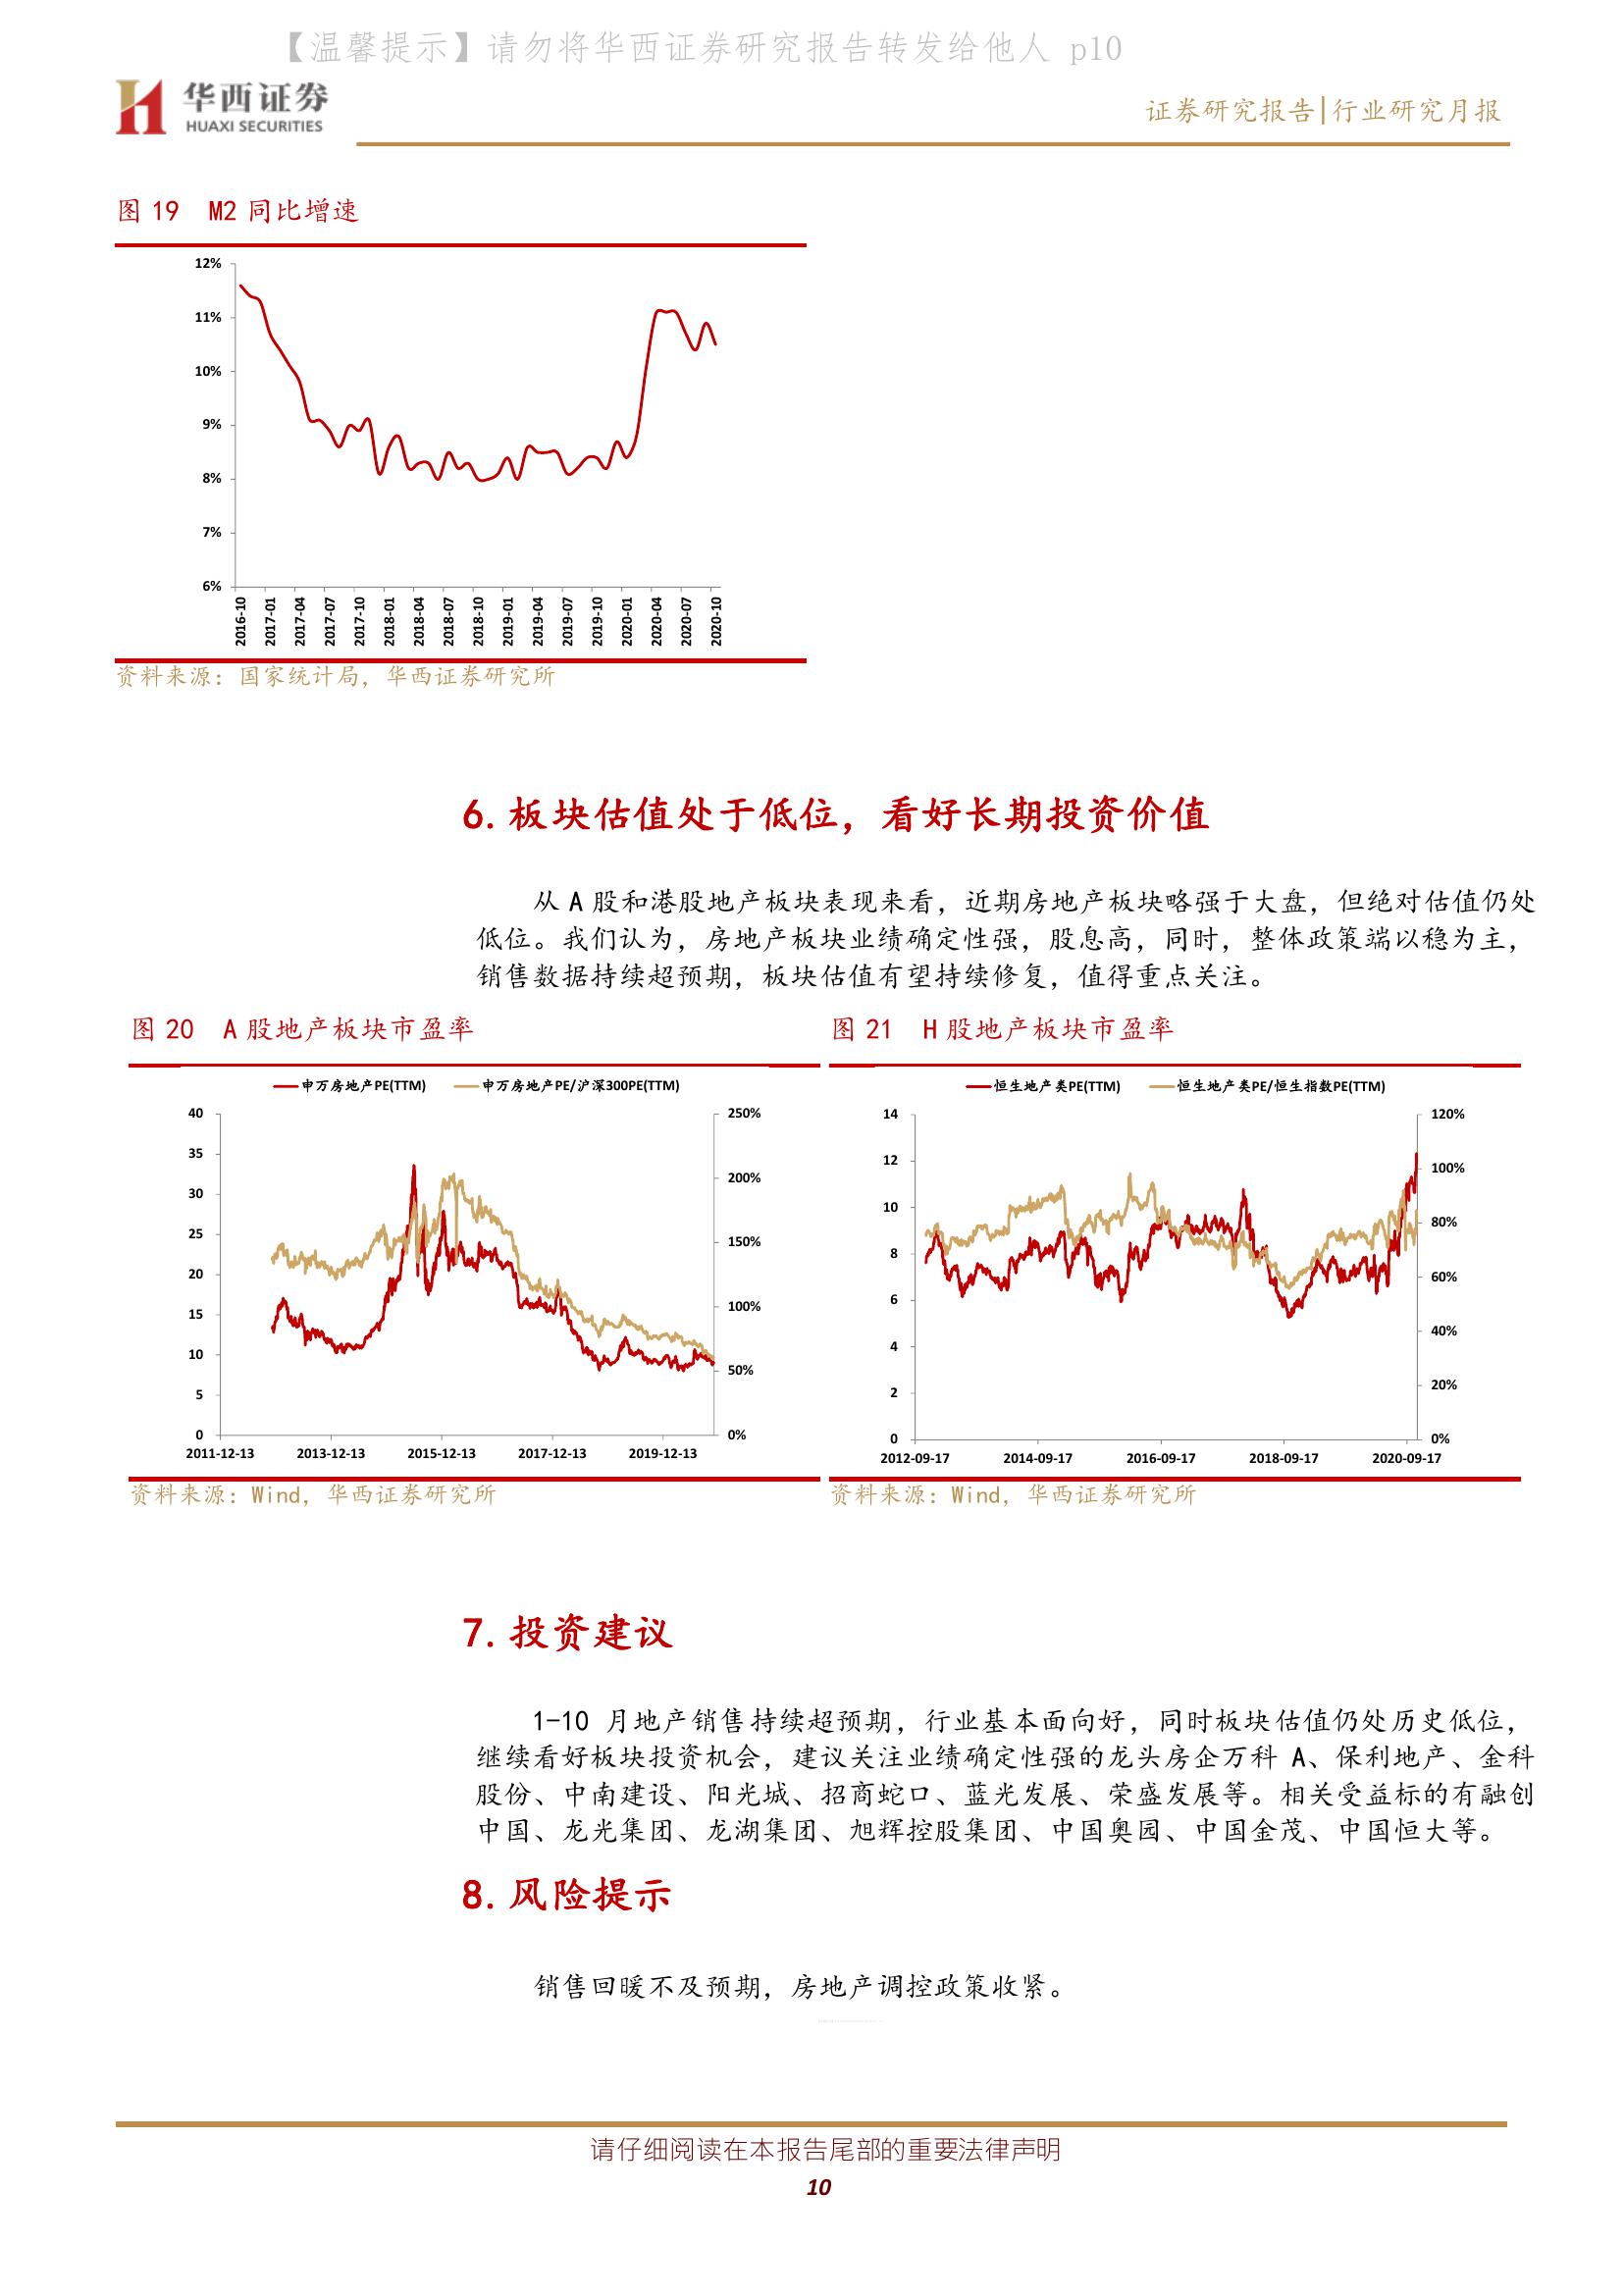 【温馨提示】请勿将华西证券研究报告转发给他人 p10
华西证券
HUAXI SECURITIES
证券研究报告|行业研究月报
图 19 M2 同比增速
12%
11%
10%
9%
8%
7%
6%
2016-10
2017-01
2017-04
2017-07
2017-10
2018-01
2018-04
2018-07
2018-10
2019-01
2019-04
2019-07
2019-10
2020-01
2020-04
2020-07
2020-10
资料来源：国家统计局，华西证券研究所
6. 板块估值处于低位，看好长期投资价值
从 A 股和港股地产板块表现来看，近期房地产板块略强于大盘，但绝对估值仍处
低位。我们认为，房地产板块业绩确定性强，股息高，同时，整体政策端以稳为主，
销售数据持续超预期，板块估值有望持续修复，值得重点关注。
图 20 A 股地产板块市盈率
申万房地产PE(TTM) 申万房地产PE/沪深300PE(TTM)
40
35
30
25
20
15
10
5
0
250%
200%
150%
100%
50%
0%
2011-12-13 2013-12-13 2015-12-13 2017-12-13 2019-12-13
资料来源：Wind，华西证券研究所
图 21 H 股地产板块市盈率
恒生地产类PE(TTM) 恒生地产类PE/恒生指数PE(TTM)
14
12
10
8
6
4
2
0
120%
100%
80%
60%
40%
20%
0%
2012-09-17 2014-09-17 2016-09-17 2018-09-17 2020-09-17
资料来源：Wind，华西证券研究所
7. 投资建议
1-10 月地产销售持续超预期，行业基本面向好，同时板块估值仍处历史低位，
继续看好板块投资机会，建议关注业绩确定性强的龙头房企万科 A、保利地产、金科
股份、中南建设、阳光城、招商蛇口、蓝光发展、荣盛发展等。相关受益标的有融创
中国、龙光集团、龙湖集团、旭辉控股集团、中国奥园、中国金茂、中国恒大等。
8. 风险提示
销售回暖不及预期，房地产调控政策收紧。
请仔细阅读在本报告尾部的重要法律声明
10